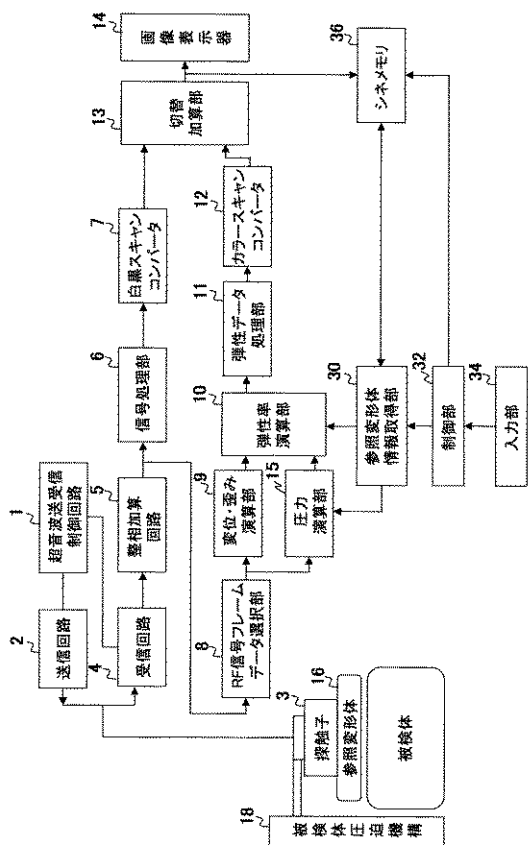 1
超音波送受信
制御回路
2
送信回路
4
受信回路
5
整相加算
回路
6
信号処理部
7
白黒スキャン
コンバータ
13
切替
加算部
14
画像表示器
8
RF信号フレーム
データ選択部
9
変位・歪み
演算部
15
圧力
演算部
10
弾性率
演算部
11
弾性データ
処理部
12
カラースキャン
コンバータ
36
シネメモリ
30
参照変形体
情報取得部
32
制御部
34
入力部
3
探触子
16
参照変形体
被検体
18
被検体圧迫機構